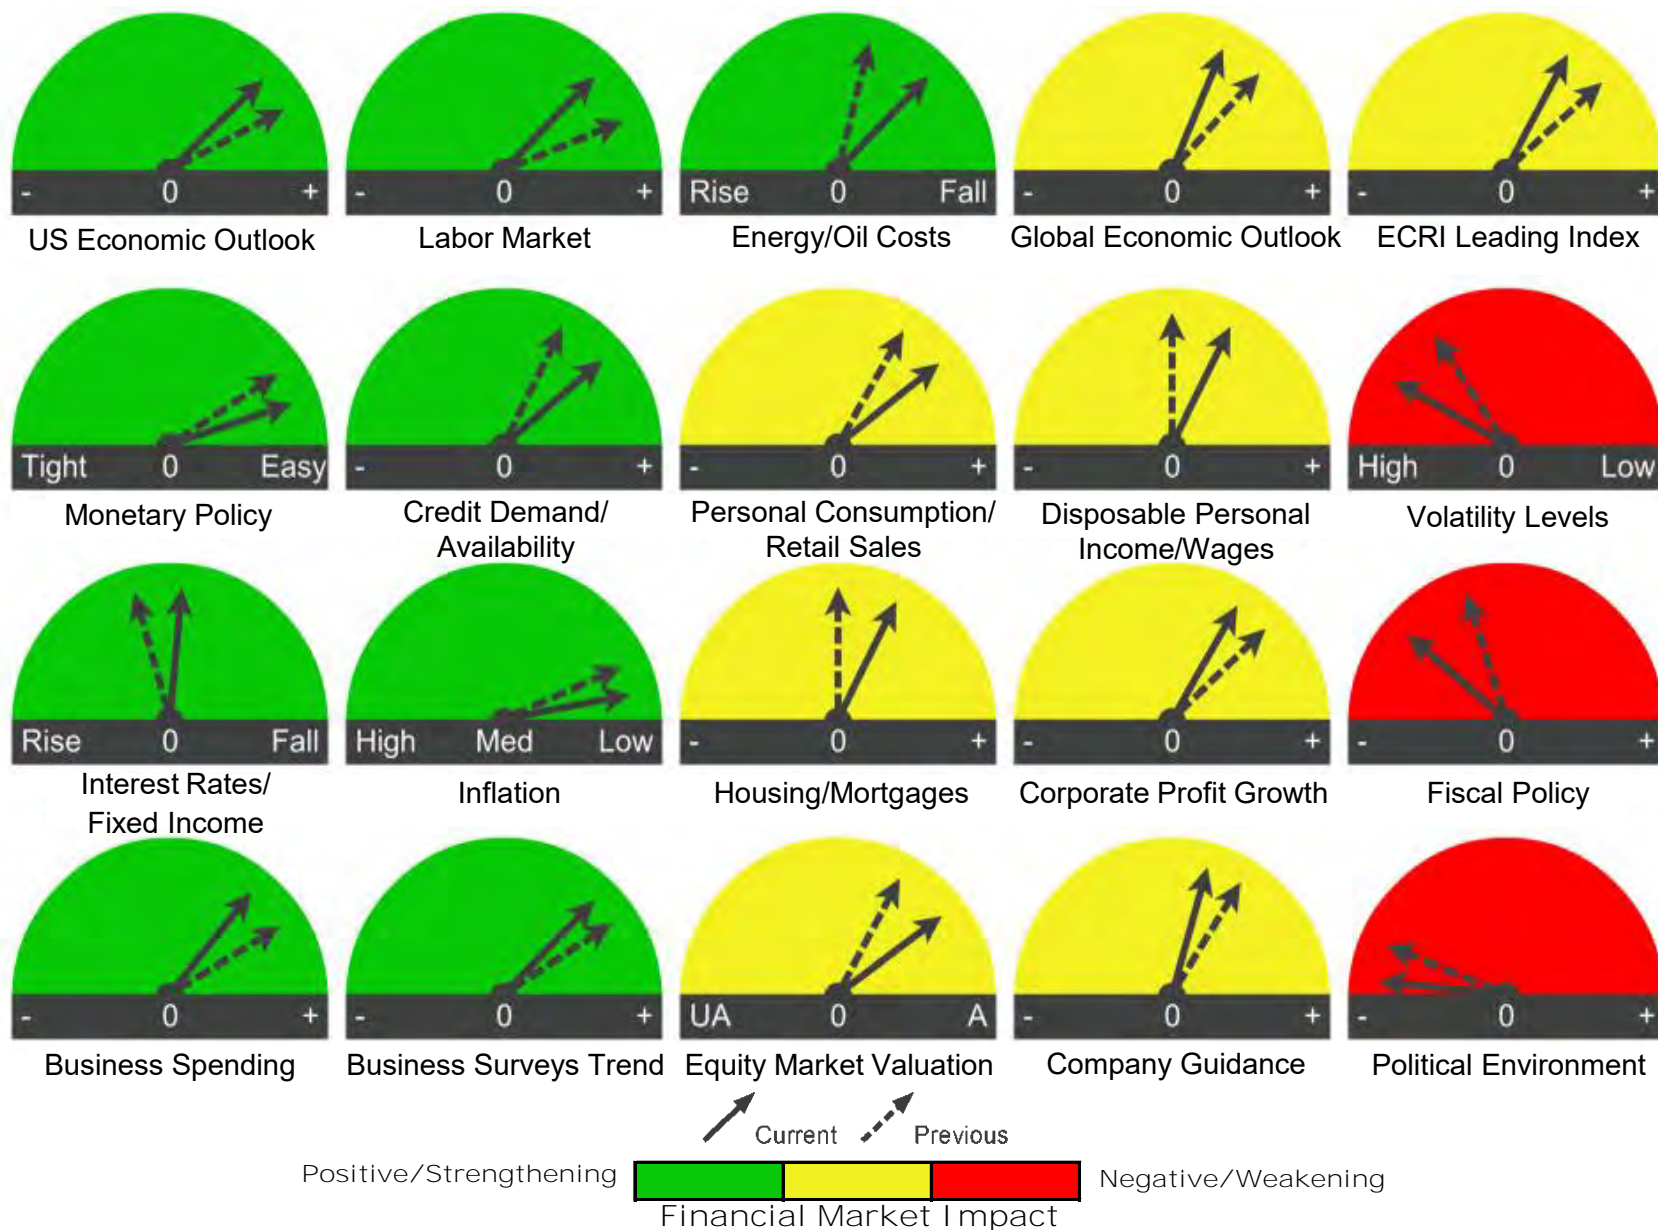 - 0 +
- 0 +
Rise 0 Fall
- 0 +
- 0 +
US Economic Outlook
Labor Market
Energy/Oil Costs
Global Economic Outlook
ECRI Leading Index
Tight 0 Easy
- 0 +
- 0 +
- 0 +
High 0 Low
Monetary Policy
Credit Demand/
Availability
Personal Consumption/
Retail Sales
Disposable Personal
Income/Wages
Volatility Levels
Rise 0 Fall
High Med Low
- 0 +
- 0 +
- 0 +
Interest Rates/
Fixed Income
Inflation
Housing/Mortgages
Corporate Profit Growth
Fiscal Policy
- 0 +
- 0 +
UA 0 A
- 0 +
- 0 +
Business Spending
Business Surveys Trend
Equity Market Valuation
Company Guidance
Political Environment
Current Previous
Positive/Strengthening Negative/Weakening
Financial Market Impact